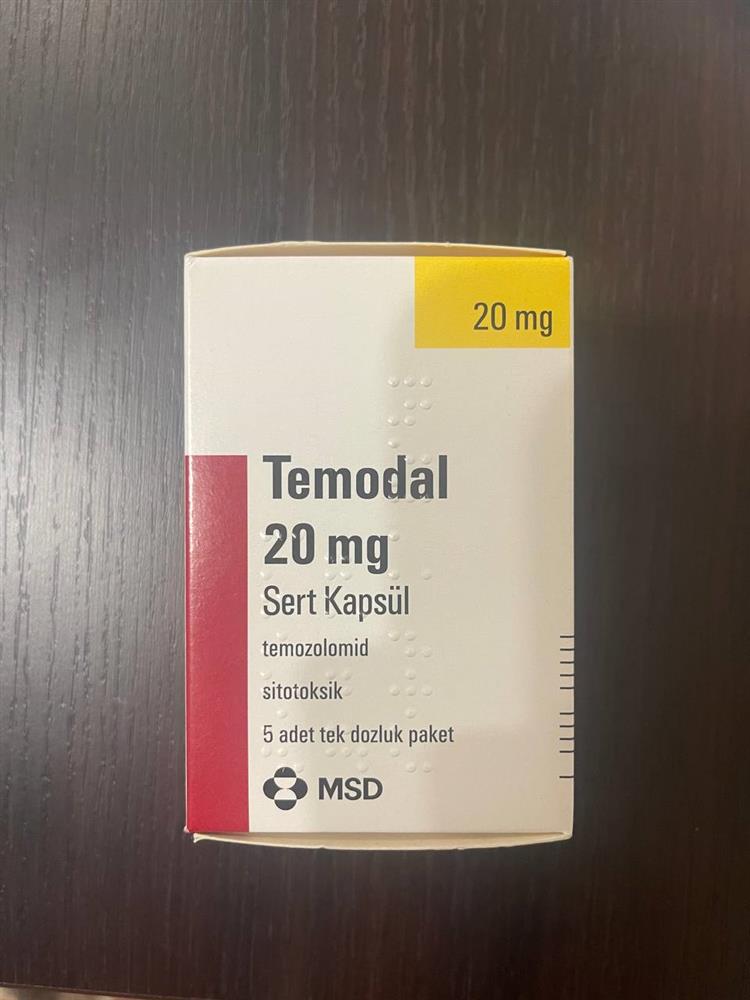 20 mg
Temodal
20 mg
Sert Kapsül
temozolomid
sitotoksik
5 adet tek dozluk paket
MSD